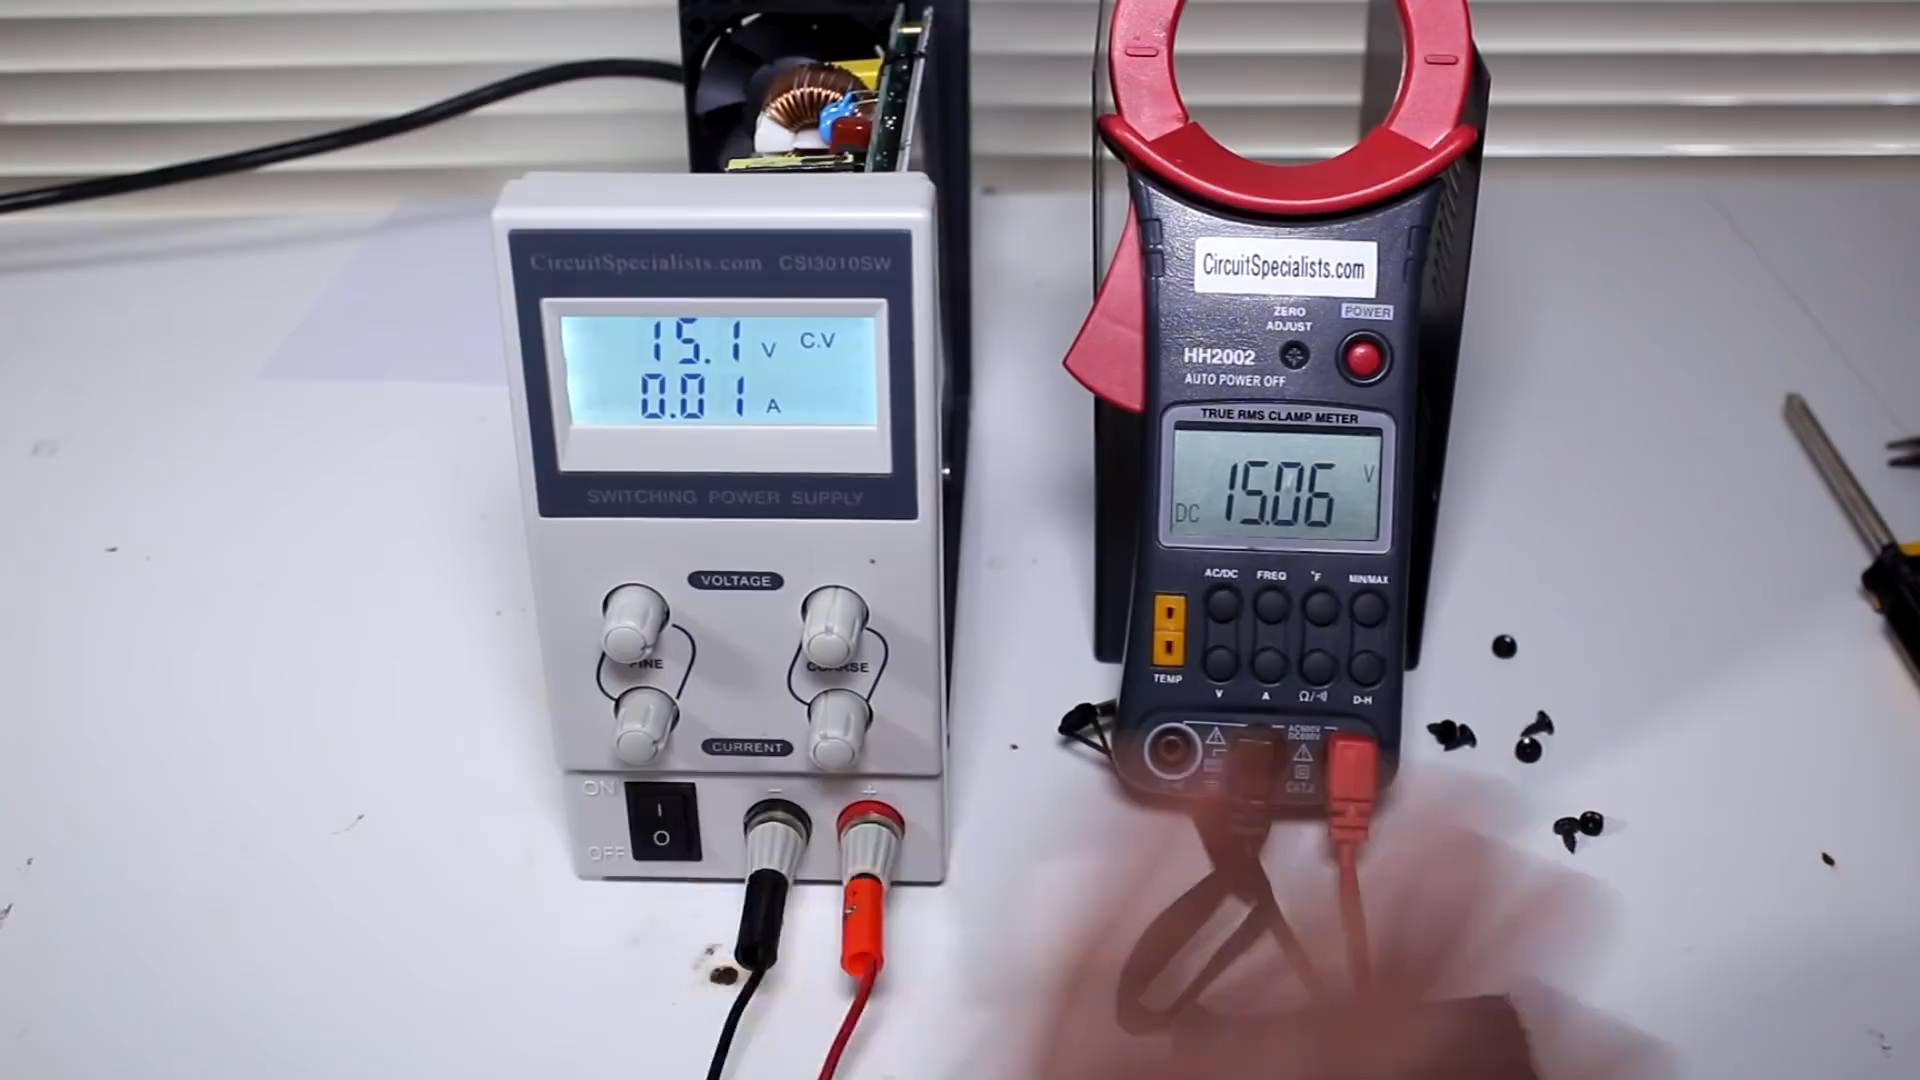 CircuitSpecialists.com CSI3010SW
15.1 V C.V
0.01 A
SWITCHING POWER SUPPLY
VOLTAGE
FINE
COARSE
CURRENT
ON
OFF
I
O
− +
CircuitSpecialists.com
ZERO
ADJUST
POWER
HH2002
AUTO POWER OFF
TRUE RMS CLAMP METER
DC 15.06 V
AC/DC FREQ °F MIN/MAX
TEMP
V A Ω/ D-H
AC600V
DC600V